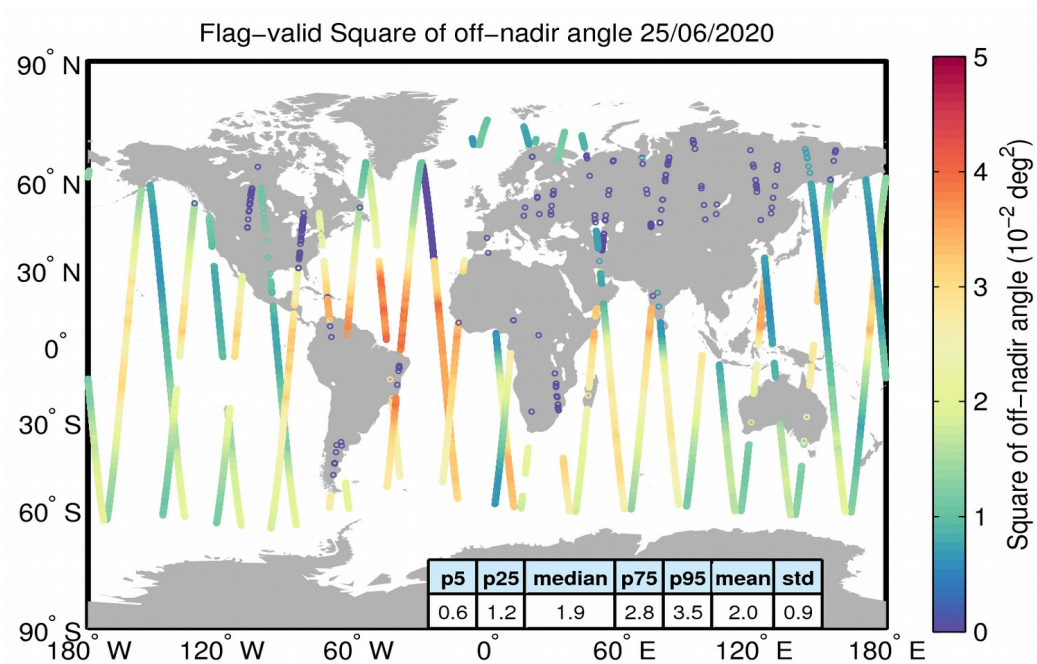 Flag−valid Square of off−nadir angle 25/06/2020
90° N
60° N
30° N
0°
30° S
60° S
90° S
180° W
120° W
60° W
0°
60° E
120° E
180° E
p5 p25 median p75 p95 mean std
0.6 1.2 1.9 2.8 3.5 2.0 0.9
5
4
3
2
1
0
Square of off−nadir angle (10⁻² deg²)